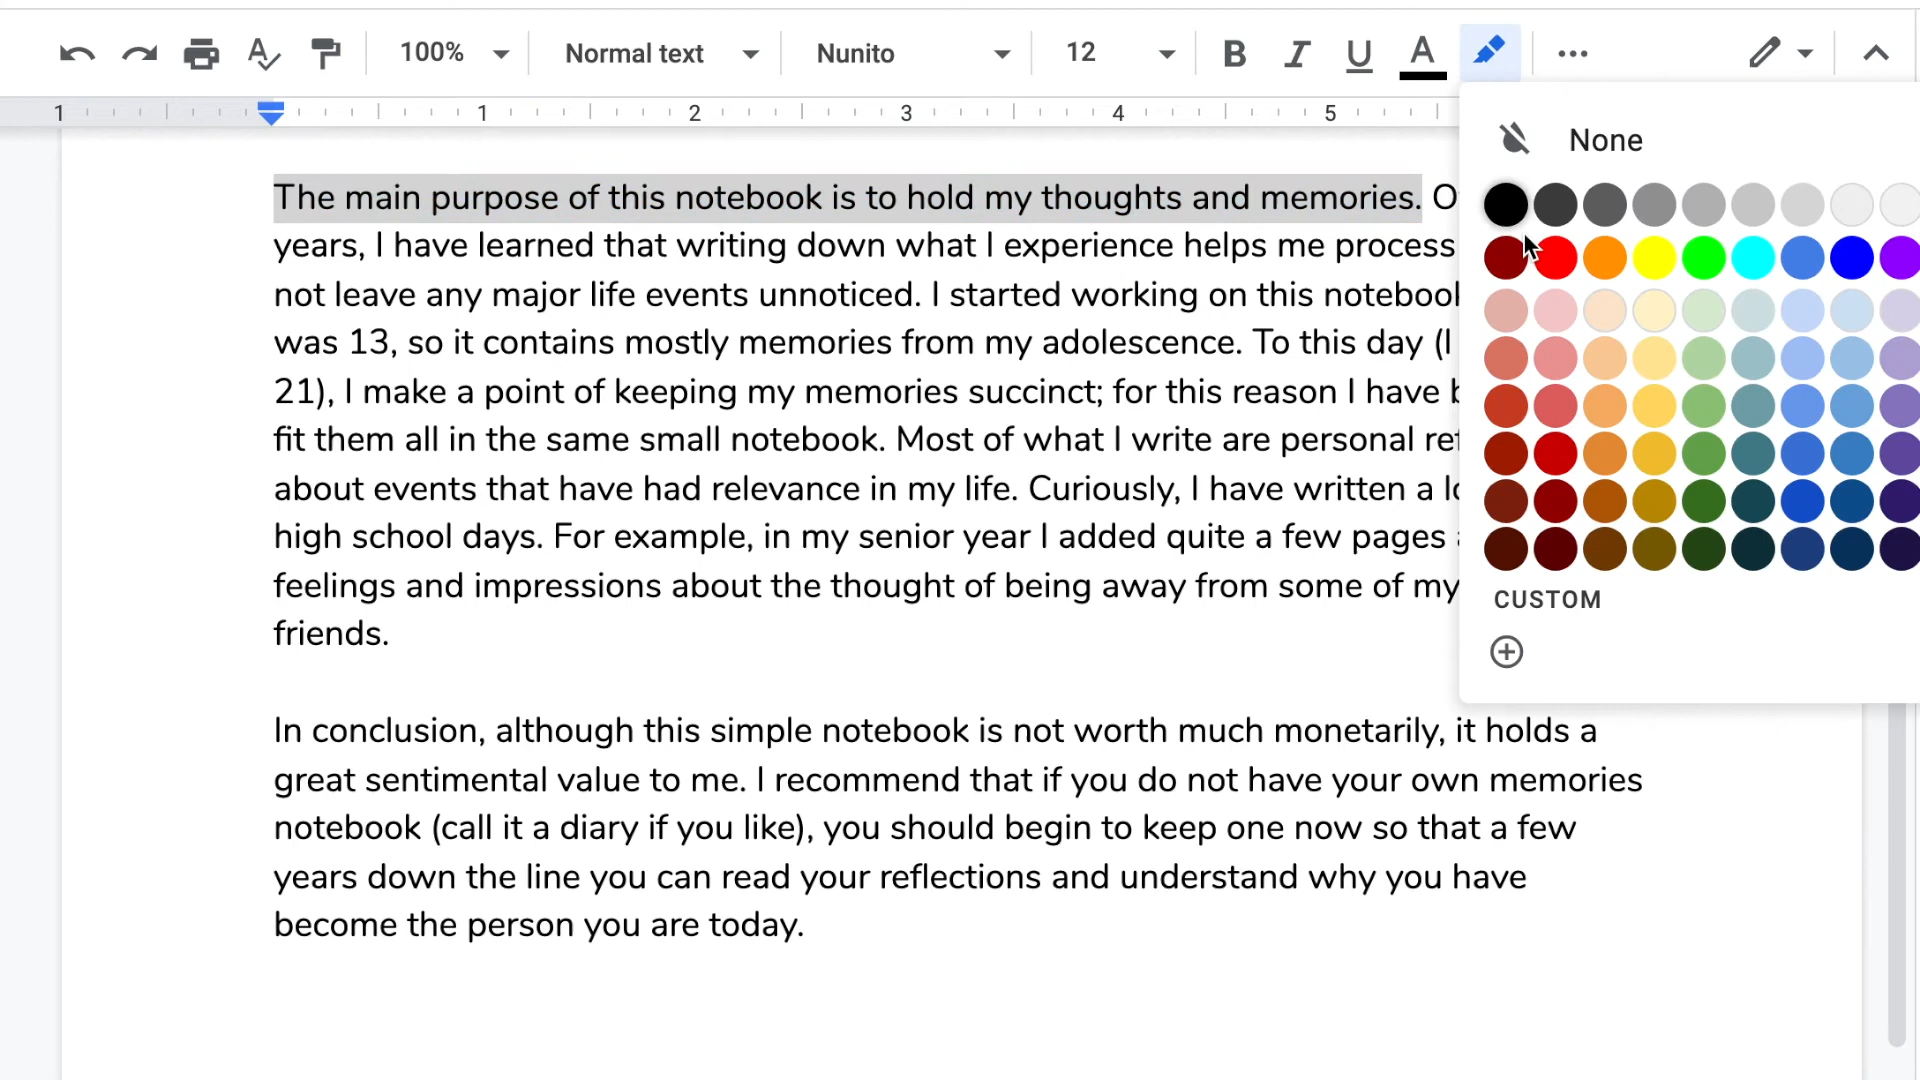 100% Normal text Nunito 12 B I U A
1 1 2 3 4 5
None
The main purpose of this notebook is to hold my thoughts and memories.
years, I have learned that writing down what I experience helps me process
not leave any major life events unnoticed. I started working on this
was 13, so it contains mostly memories from my adolescence. To this day (I
21), I make a point of keeping my memories succinct; for this reason I have
fit them all in the same small notebook. Most of what I write are personal
about events that have had relevance in my life. Curiously, I have written a
high school days. For example, in my senior year I added quite a few pages
feelings and impressions about the thought of being away from some of my
friends.
CUSTOM
In conclusion, although this simple notebook is not worth much monetarily, it holds a
great sentimental value to me. I recommend that if you do not have your own memories
notebook (call it a diary if you like), you should begin to keep one now so that a few
years down the line you can read your reflections and understand why you have
become the person you are today.